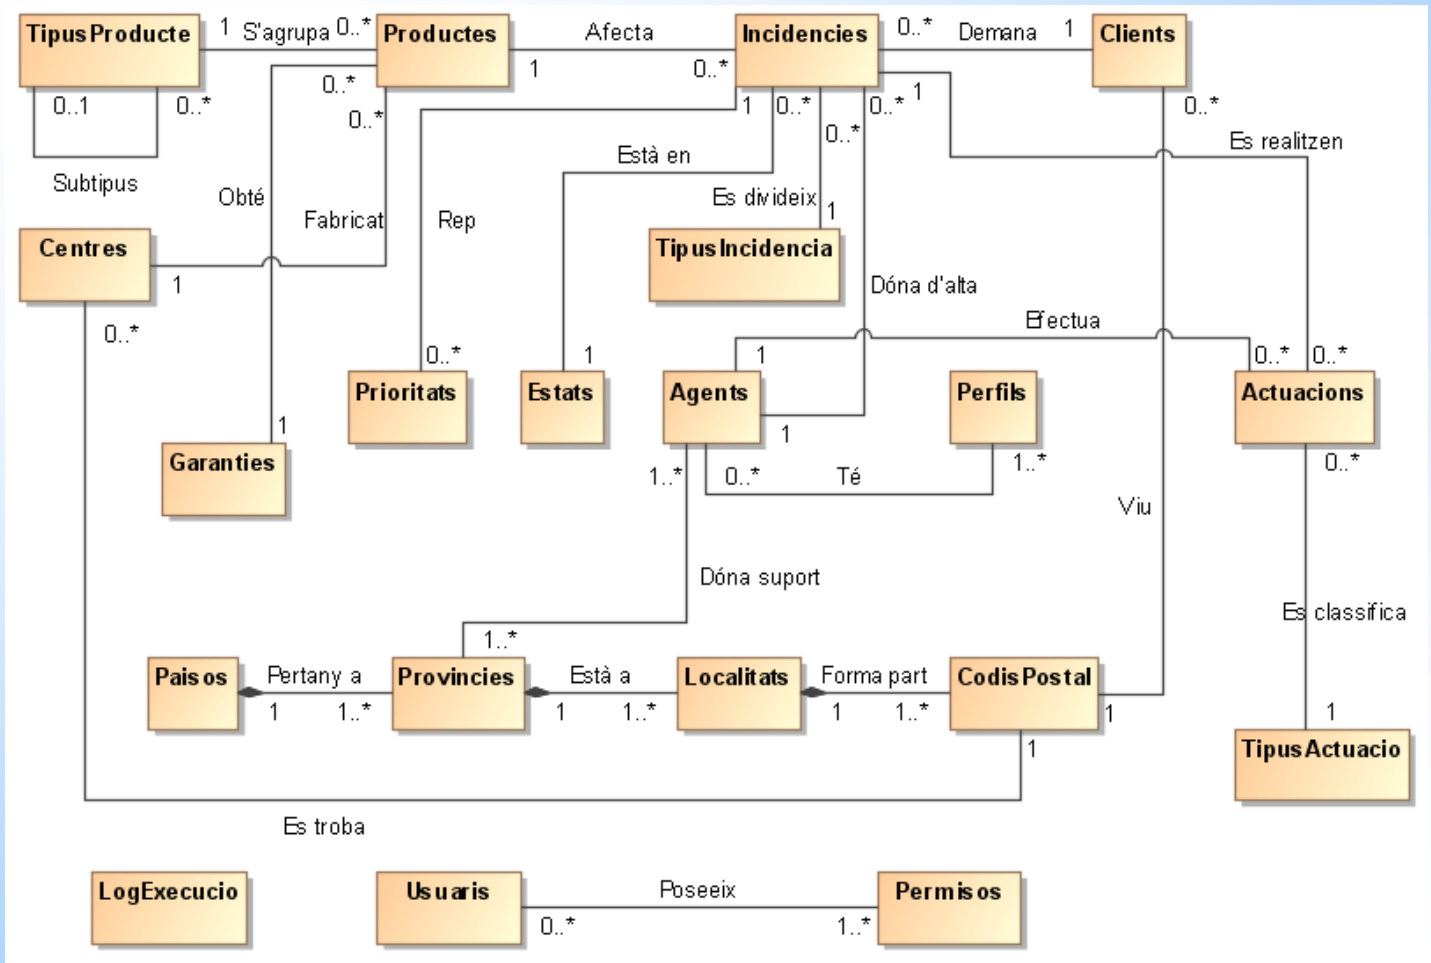 TipusProducte
1
S'agrupa
0..*
Productes
Afecta
1
0..*
Incidencies
0..*
Demana
1
Clients
0..1
0..*
Subtipus
0..*
Obté
0..*
Fabricat
Rep
1
0..*
Està en
0..*
Es divideix
1
0..*
1
0..*
Es realitzen
Centres
1
0..*
TipusIncidencia
Dóna d'alta
Efectua
0..*
1
1
0..*
0..*
Prioritats
Estats
Agents
1
Perfils
Actuacions
1
Garanties
1..*
0..*
Té
1..*
0..*
Viu
Dóna suport
Es classifica
1..*
Paisos
Pertany a
1
1..*
Provincies
Està a
1
1..*
Localitats
Forma part
1
1..*
CodisPostal
1
1
1
TipusActuacio
Es troba
LogExecucio
Usuaris
0..*
Poseeix
1..*
Permisos